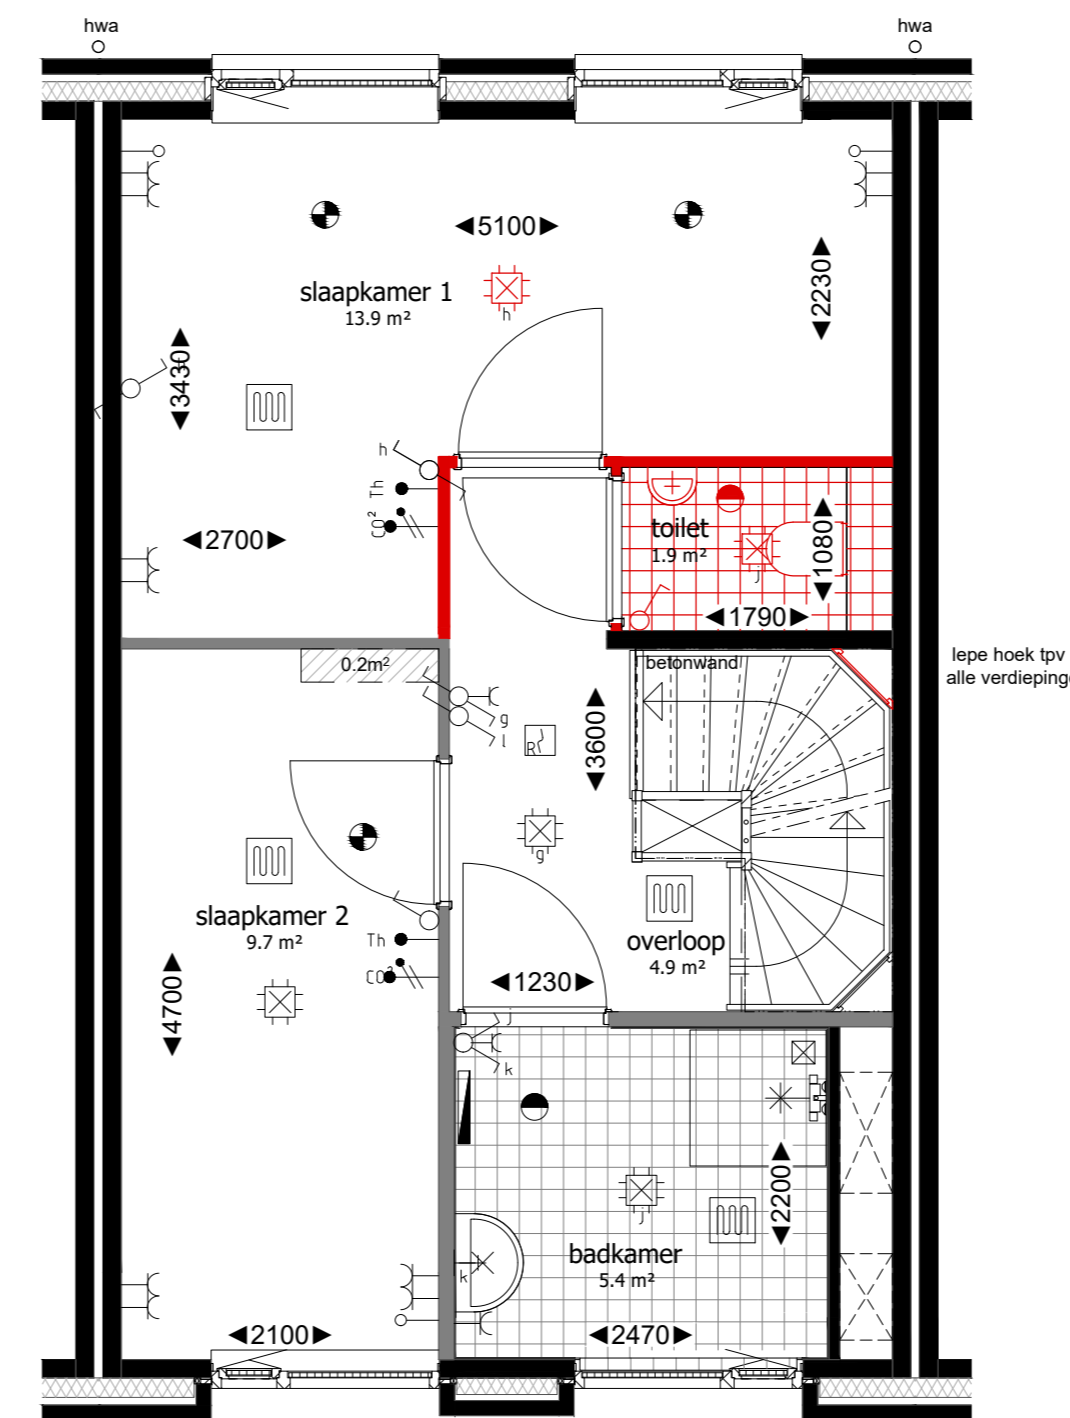 hwa
hwa
5100
2230
slaapkamer 1
13.9 m²
h
3430
h
Th
CO²
2700
toilet
1.9 m²
j
1080
1790
betonwand
Iepe hoek tpv
alle verdieping
0.2m²
g
l
R
3600
g
slaapkamer 2
9.7 m²
Th
CO²
overloop
4.9 m²
1230
4700
j
k
2200
j
badkamer
5.4 m²
k
2100
2470